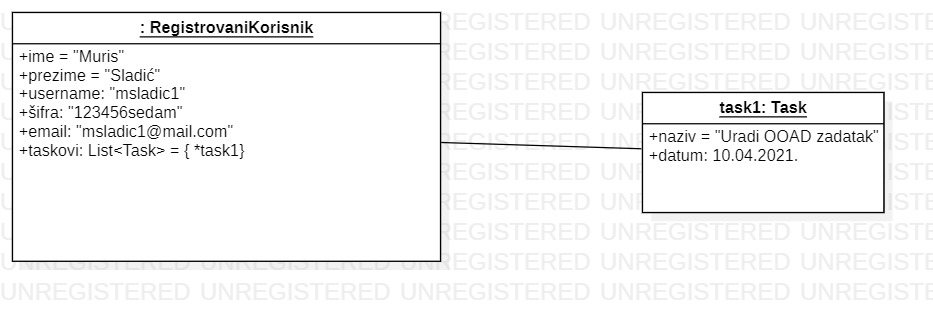 : RegistrovaniKorisnik
+ime = "Muris"
+prezime = "Sladić"
+username: "msladic1"
+šifra: "123456sedam"
+email: "msladic1@mail.com"
+taskovi: List<Task> = { *task1}
task1: Task
+naziv = "Uradi OOAD zadatak"
+datum: 10.04.2021.
UNREGISTERED UNREGISTERED UNREGISTERED UNREGISTERED UNREGISTE